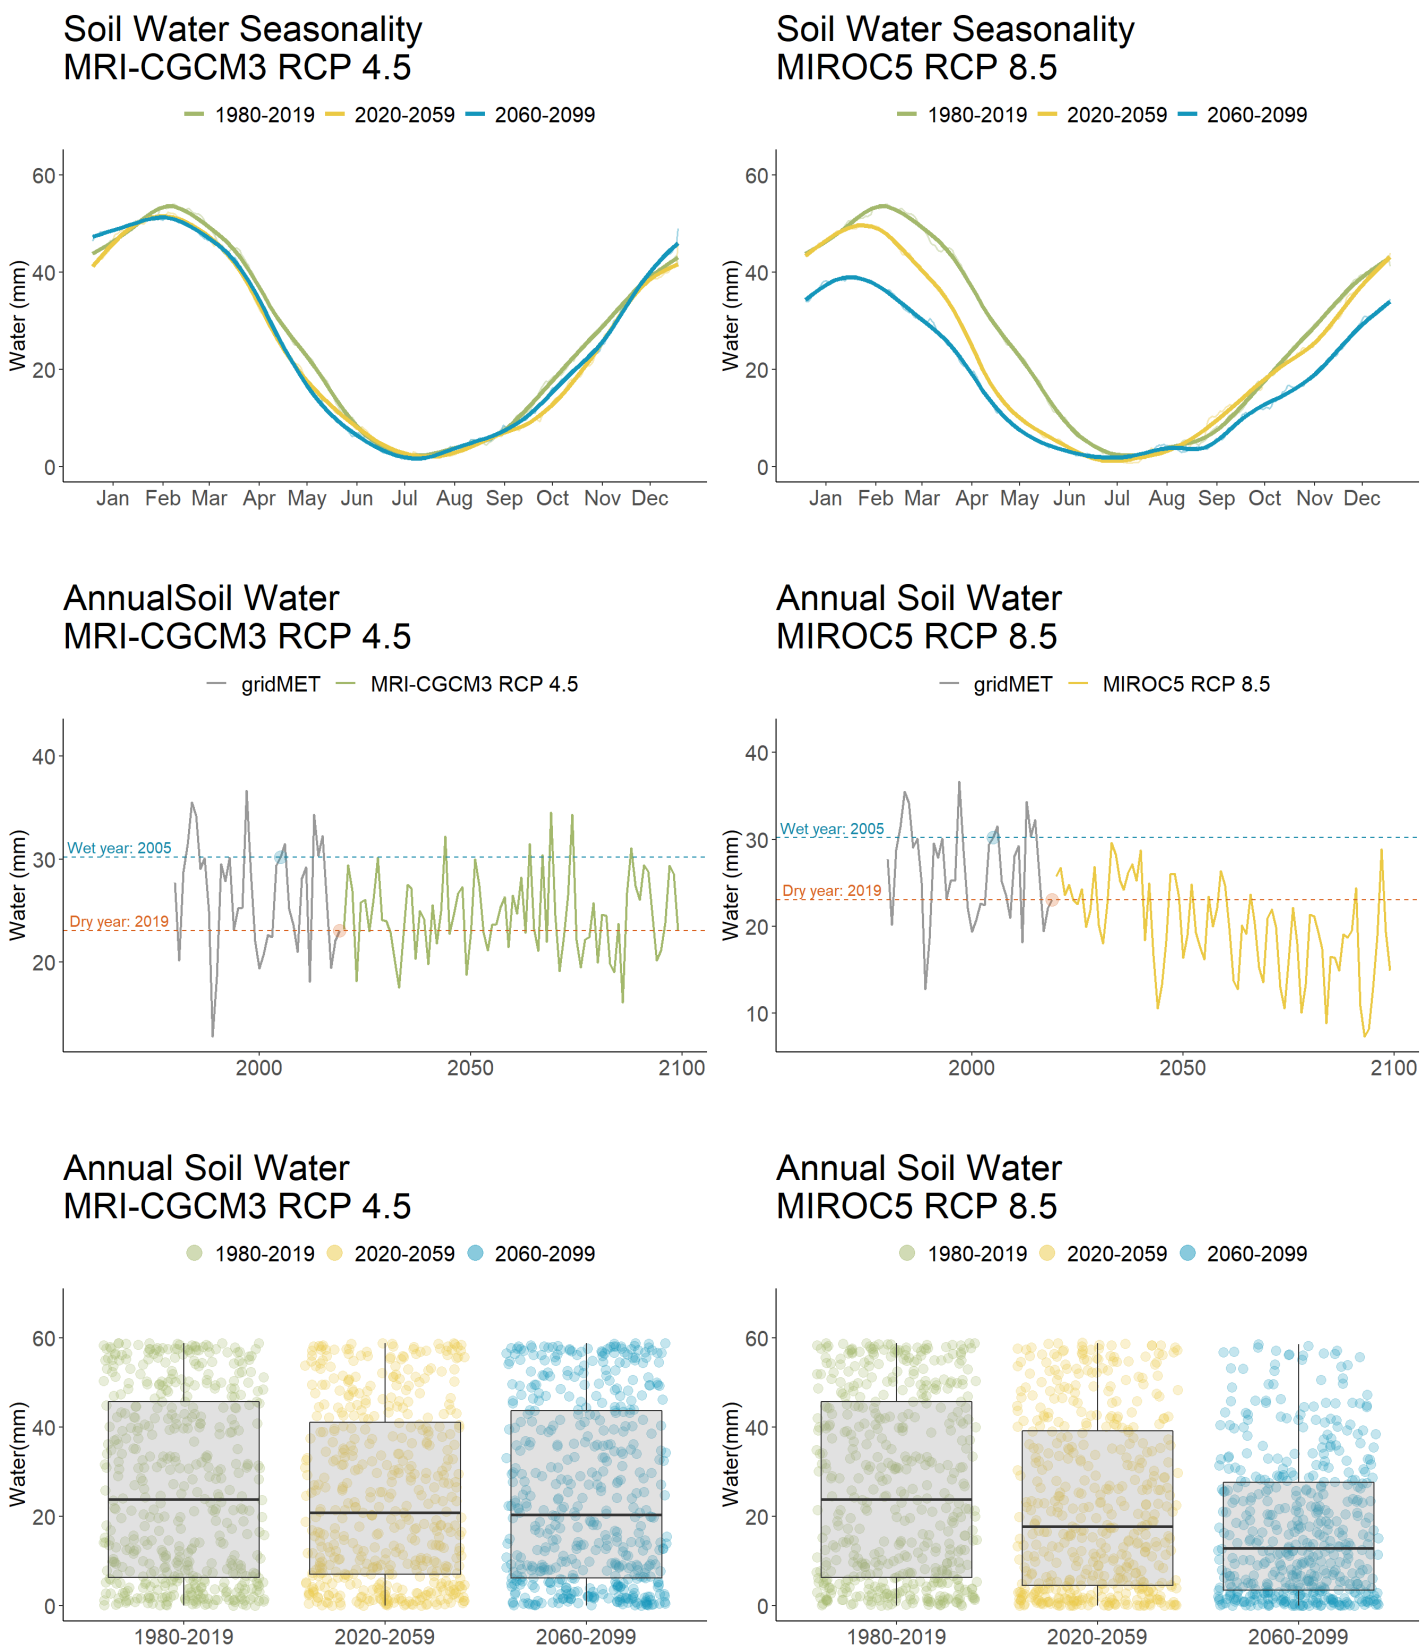 Soil Water Seasonality
MRI-CGCM3 RCP 4.5
1980-2019 2020-2059 2060-2099
Water (mm)
60
40
20
0
Jan Feb Mar Apr May Jun Jul Aug Sep Oct Nov Dec
Soil Water Seasonality
MIROC5 RCP 8.5
1980-2019 2020-2059 2060-2099
Water (mm)
60
40
20
0
Jan Feb Mar Apr May Jun Jul Aug Sep Oct Nov Dec
AnnualSoil Water
MRI-CGCM3 RCP 4.5
gridMET MRI-CGCM3 RCP 4.5
Water (mm)
40
30
20
Wet year: 2005
Dry year: 2019
2000 2050 2100
Annual Soil Water
MIROC5 RCP 8.5
gridMET MIROC5 RCP 8.5
Water (mm)
40
30
20
10
Wet year: 2005
Dry year: 2019
2000 2050 2100
Annual Soil Water
MRI-CGCM3 RCP 4.5
1980-2019 2020-2059 2060-2099
Water(mm)
60
40
20
0
1980-2019 2020-2059 2060-2099
Annual Soil Water
MIROC5 RCP 8.5
1980-2019 2020-2059 2060-2099
Water(mm)
60
40
20
0
1980-2019 2020-2059 2060-2099